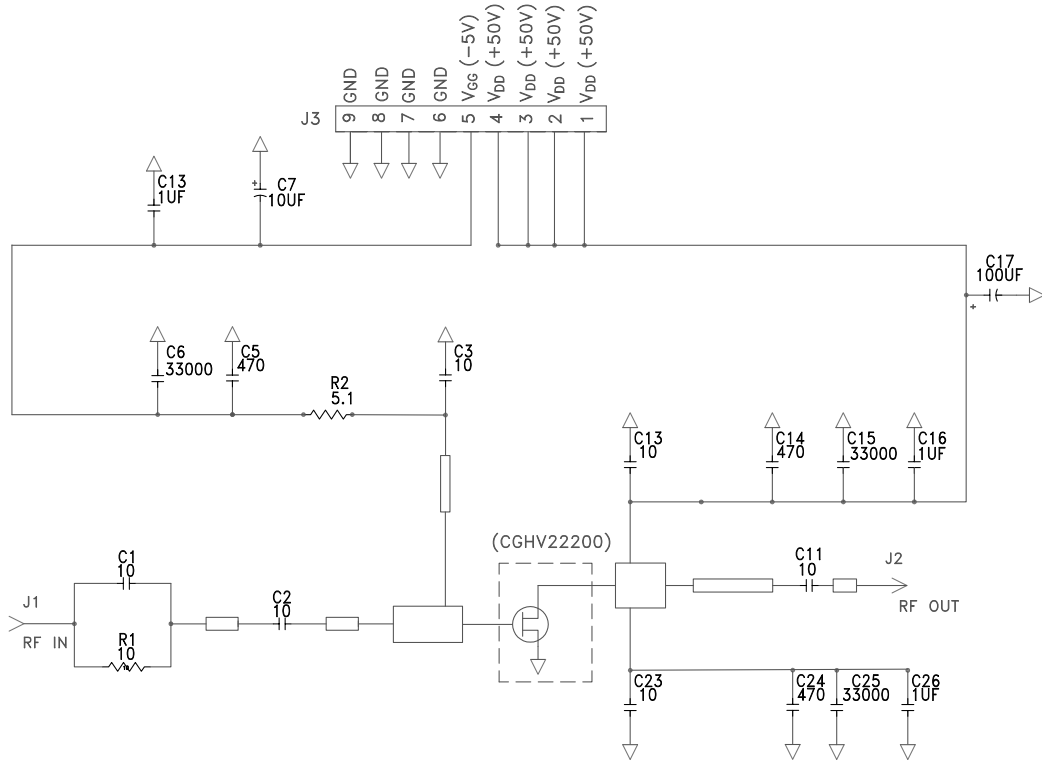 VGG (-5V)
VDD (+50V)
VDD (+50V)
VDD (+50V)
VDD (+50V)
GND
GND
GND
GND
J3
9 8 7 6 5 4 3 2 1
C13
1UF
C7
10UF
C17
100UF
+
+
C6
33000
C5
470
R2
5.1
C3
10
C13
10
C14
470
C15
33000
C16
1UF
(CGHV22200)
C1
10
J1
RF IN
R1
10
C2
10
C11
10
J2
RF OUT
C23
10
C24
470
C25
33000
C26
1UF